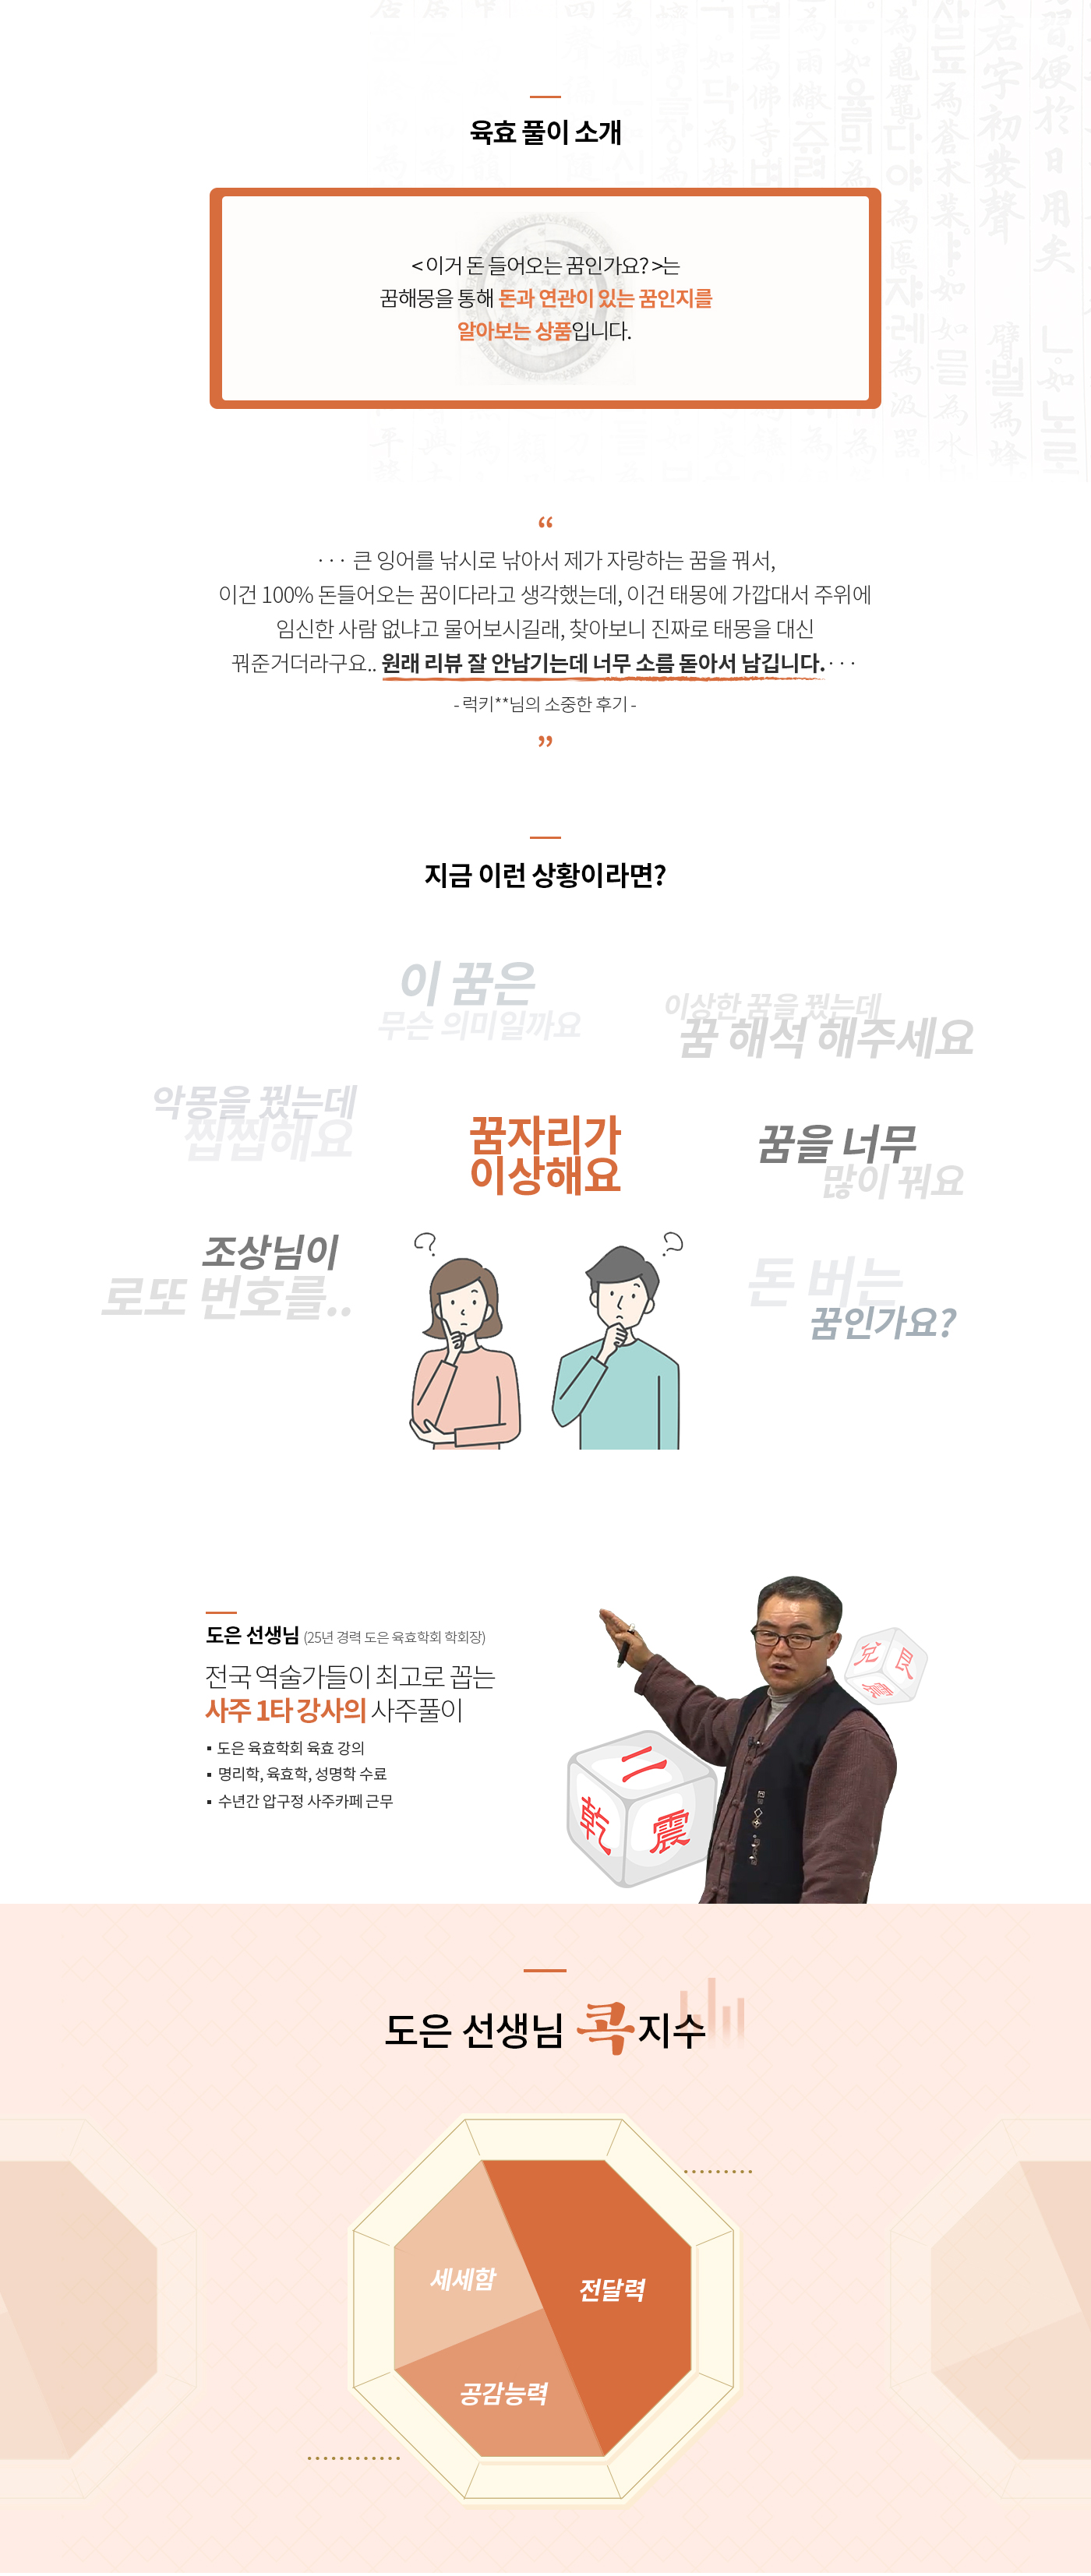 육효 풀이 소개
< 이거 돈 들어오는 꿈인가요? >는
꿈해몽을 통해 돈과 연관이 있는 꿈인지를
알아보는 상품입니다.
“
··· 큰 잉어를 낚시로 낚아서 제가 자랑하는 꿈을 꿔서,
이건 100% 돈들어오는 꿈이다라고 생각했는데, 이건 태몽에 가깝대서 주위에
임신한 사람 없냐고 물어보시길래, 찾아보니 진짜로 태몽을 대신
꿔준거더라구요.. 원래 리뷰 잘 안남기는데 너무 소름 돋아서 남깁니다.···
- 럭키**님의 소중한 후기 -
”
지금 이런 상황이라면?
이 꿈은
무슨 의미일까요
이상한 꿈을 꿨는데
꿈 해석 해주세요
악몽을 꿨는데
찝찝해요
꿈자리가
이상해요
꿈을 너무
많이 꿔요
조상님이
로또 번호를..
돈 버는
꿈인가요?
도은 선생님 (25년 경력 도은 육효학회 학회장)
전국 역술가들이 최고로 꼽는
사주 1타 강사의 사주풀이
▪ 도은 육효학회 육효 강의
▪ 명리학, 육효학, 성명학 수료
▪ 수년간 압구정 사주카페 근무
兌 艮
震
二
乾 震
도은 선생님 콕지수
세세함
전달력
공감능력